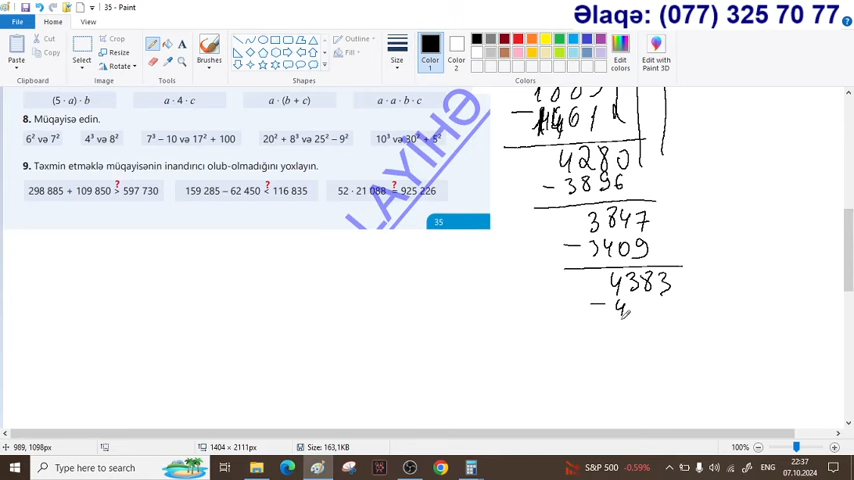 Əlaqə: (077) 325 70 77
35 - Paint
File Home View
Paste Cut Copy Clipboard
Select Crop Resize Rotate Image
Tools
Brushes
Outline Fill Shapes
Size
Color 1 Color 2 Colors
Edit colors
Edit with Paint 3D
(5 · a) · b a · 4 · c a · (b + c) a · a · b · c
8. Müqayisə edin.
6² və 7² 4³ və 8² 7³ – 10 və 17² + 100 20² + 8³ və 25² – 9² 10³ və 30² + 5²
9. Təxmin etməklə müqayisənin inandırıcı olub-olmadığını yoxlayın.
298 885 + 109 850 >? 597 730 159 285 – 62 450 <? 116 835 52 · 21 088 =? 925 226
35
LAYİHƏ
4280
– 3896
3847
– 3409
4383
– 4
989, 1098px 1404 × 2111px Size: 163,1KB 100%
Type here to search
S&P 500 -0.59% ENG 22:37 07.10.2024